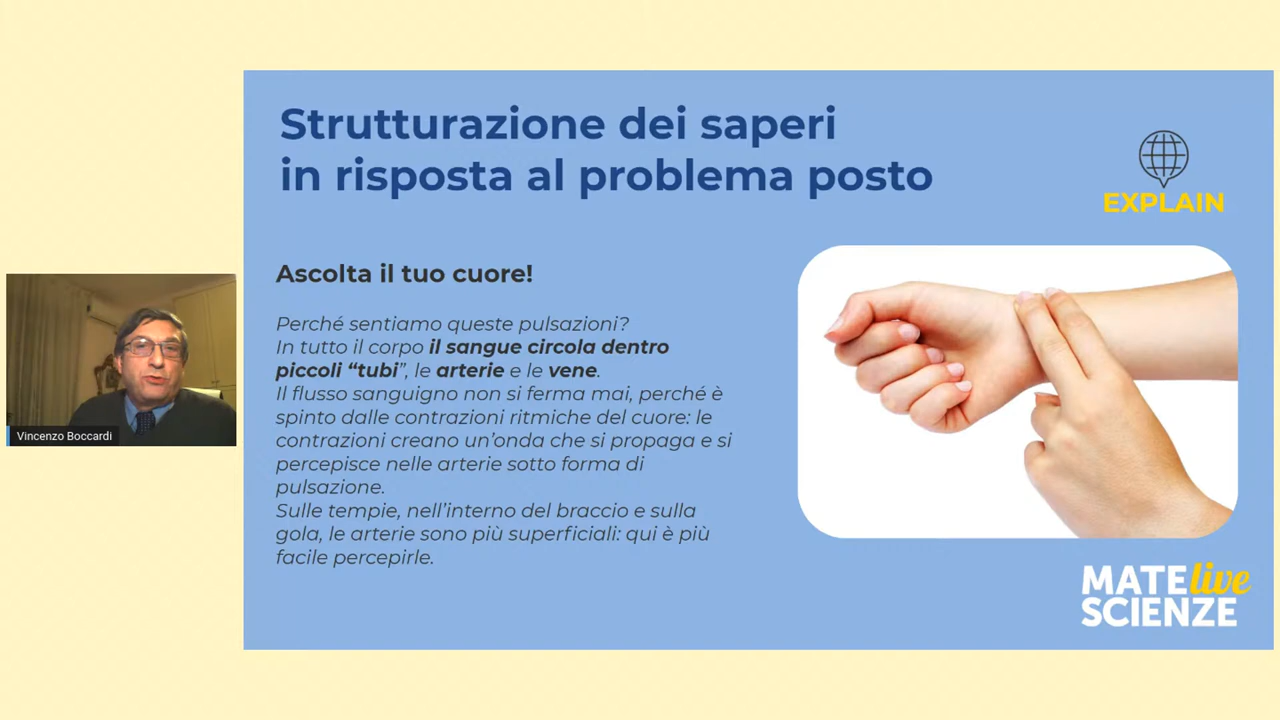 Strutturazione dei saperi
in risposta al problema posto
EXPLAIN
Ascolta il tuo cuore!
Perché sentiamo queste pulsazioni?
In tutto il corpo il sangue circola dentro
piccoli “tubi”, le arterie e le vene.
Il flusso sanguigno non si ferma mai, perché è
spinto dalle contrazioni ritmiche del cuore: le
contrazioni creano un’onda che si propaga e si
percepisce nelle arterie sotto forma di
pulsazione.
Sulle tempie, nell’interno del braccio e sulla
gola, le arterie sono più superficiali: qui è più
facile percepirle.
Vincenzo Boccardi
MATE live
SCIENZE